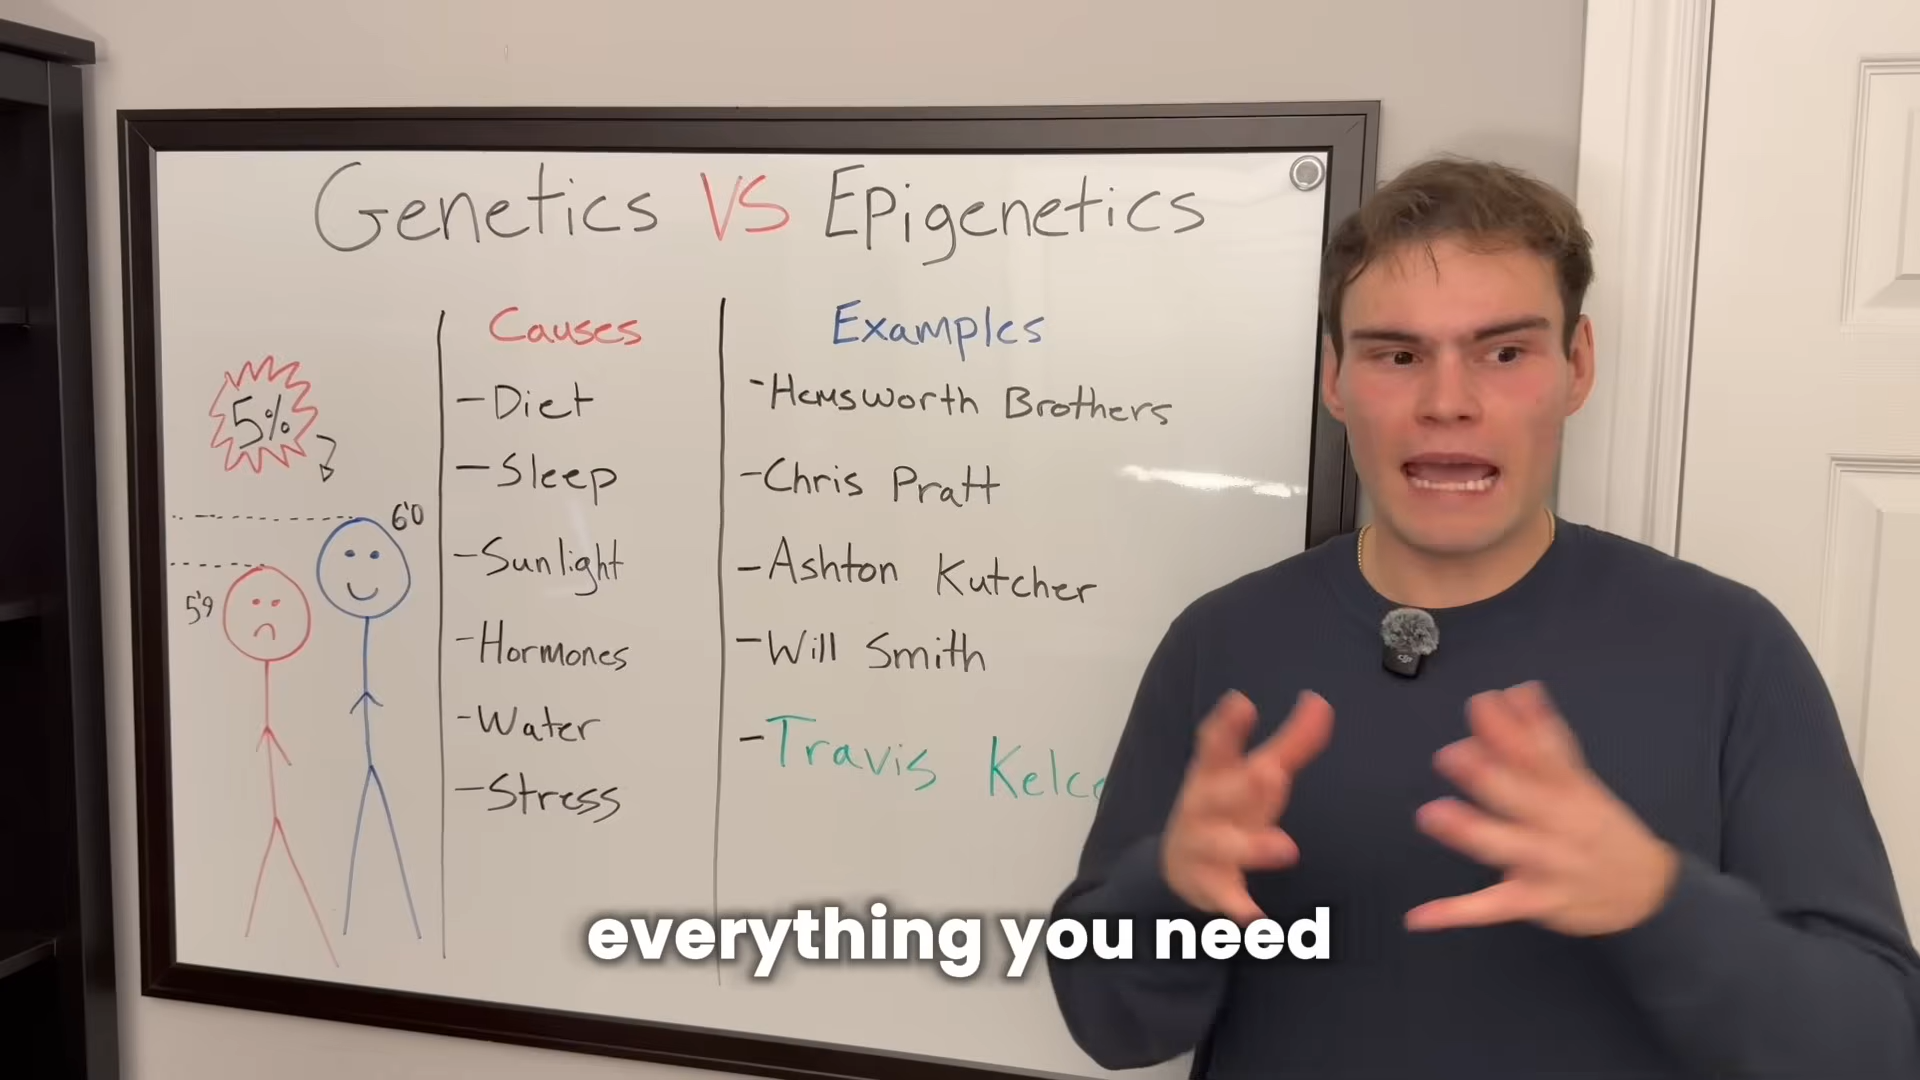 Genetics VS Epigenetics
5%
6'0
5'9
Causes
-Diet
-Sleep
-Sunlight
-Hormones
-Water
-Stress
Examples
-Hemsworth Brothers
-Chris Pratt
-Ashton Kutcher
-Will Smith
-Travis Kelce
everything you need